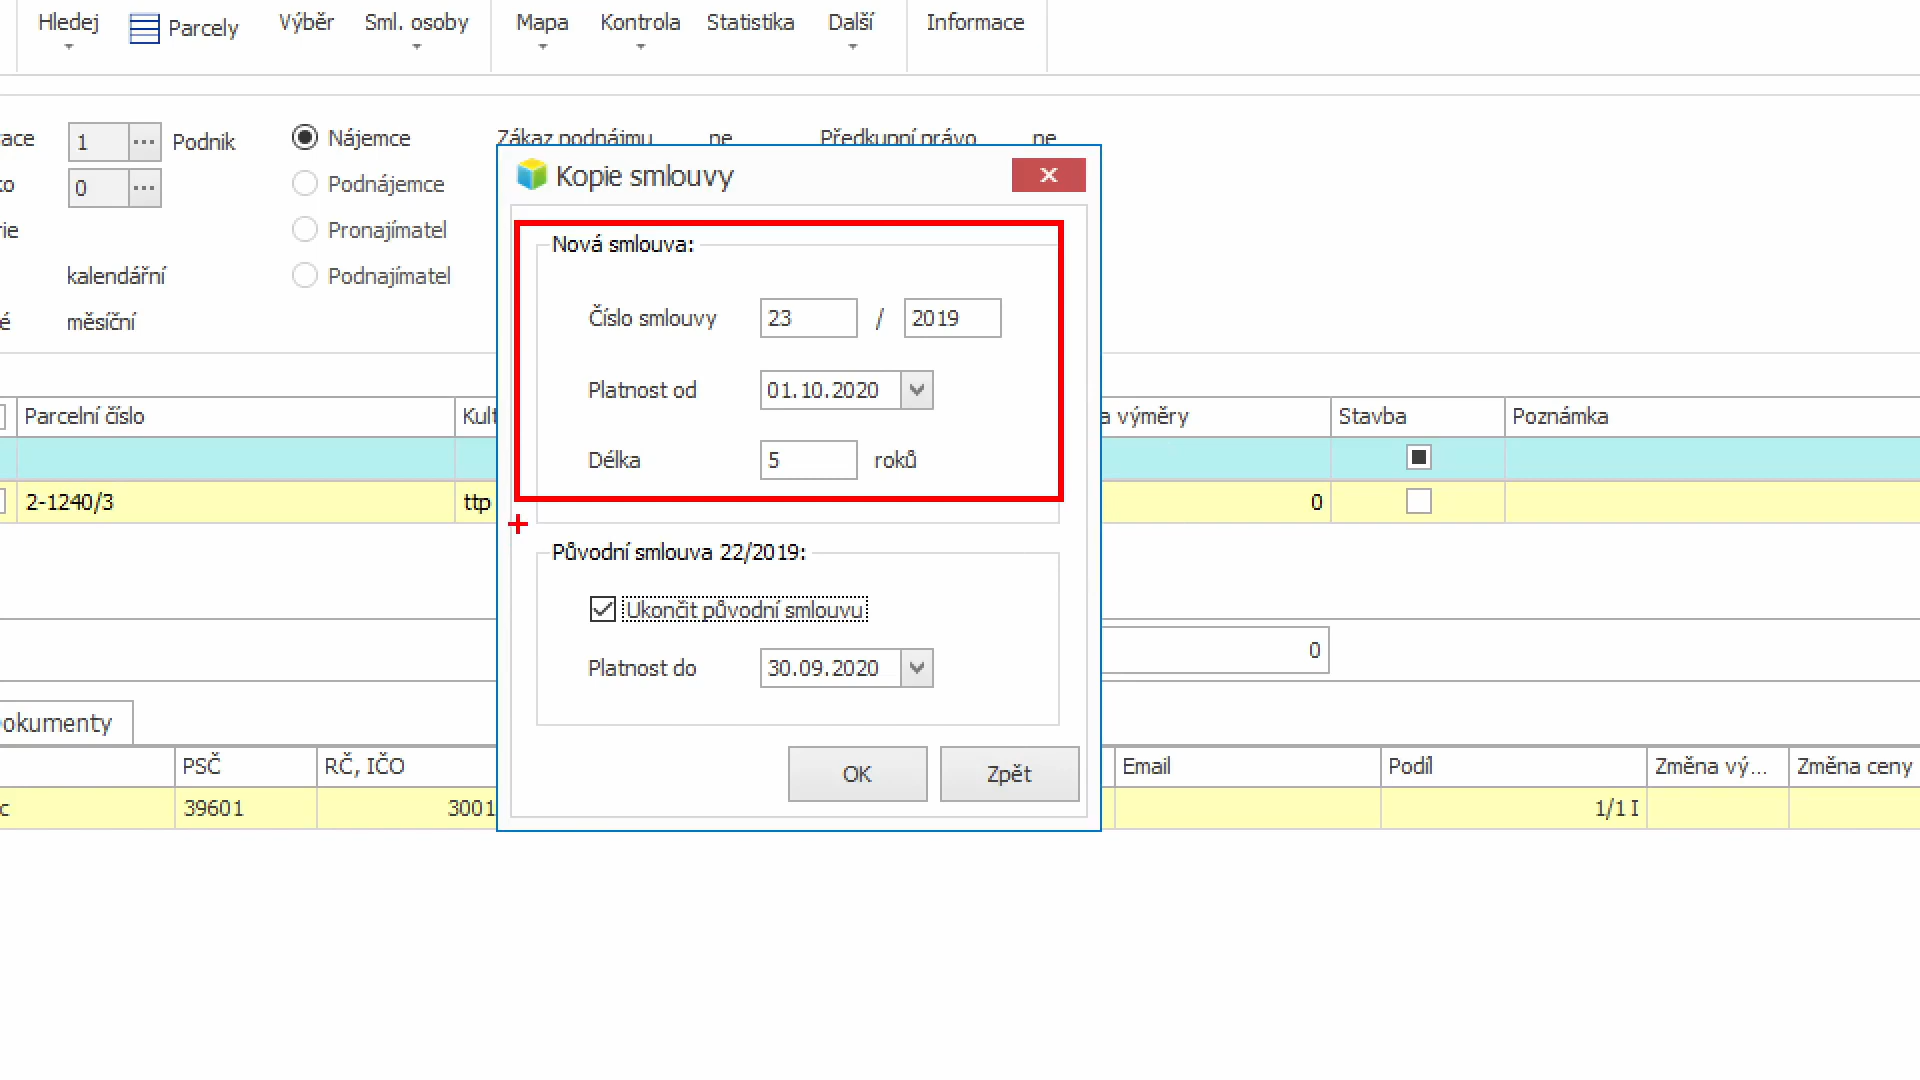 Hledej
Parcely
Výběr
Sml. osoby
Mapa
Kontrola
Statistika
Další
Informace
ace
1
Podnik
Nájemce
Zákaz podnájmu
ne
Předkupní právo
ne
o
0
Podnájemce
rie
Pronajímatel
kalendářní
Podnajímatel
é
měsíční
Kopie smlouvy
Nová smlouva:
Číslo smlouvy
23
/
2019
Platnost od
01.10.2020
Délka
5
roků
Původní smlouva 22/2019:
Ukončit původní smlouvu
Platnost do
30.09.2020
OK
Zpět
Parcelní číslo
Kult
a výměry
Stavba
Poznámka
2-1240/3
ttp
0
0
okumenty
PSČ
RČ, IČO
Email
Podíl
Změna vý...
Změna ceny
c
39601
3001
1/1 I